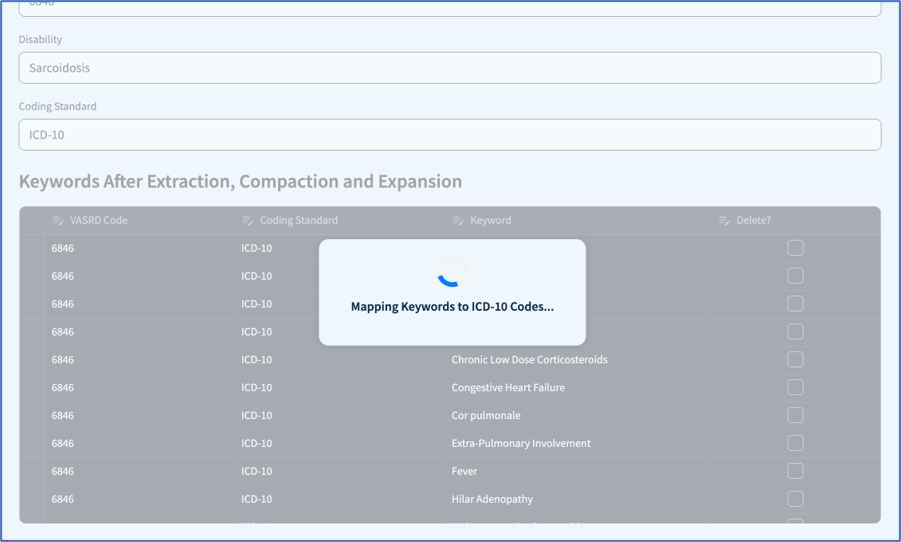 6846
Disability
Sarcoidosis
Coding Standard
ICD-10
Keywords After Extraction, Compaction and Expansion
VASRD Code Coding Standard Keyword Delete?
6846 ICD-10
6846 ICD-10
6846 ICD-10
6846 ICD-10
Mapping Keywords to ICD-10 Codes...
6846 ICD-10 Chronic Low Dose Corticosteroids
6846 ICD-10 Congestive Heart Failure
6846 ICD-10 Cor pulmonale
6846 ICD-10 Extra-Pulmonary Involvement
6846 ICD-10 Fever
6846 ICD-10 Hilar Adenopathy